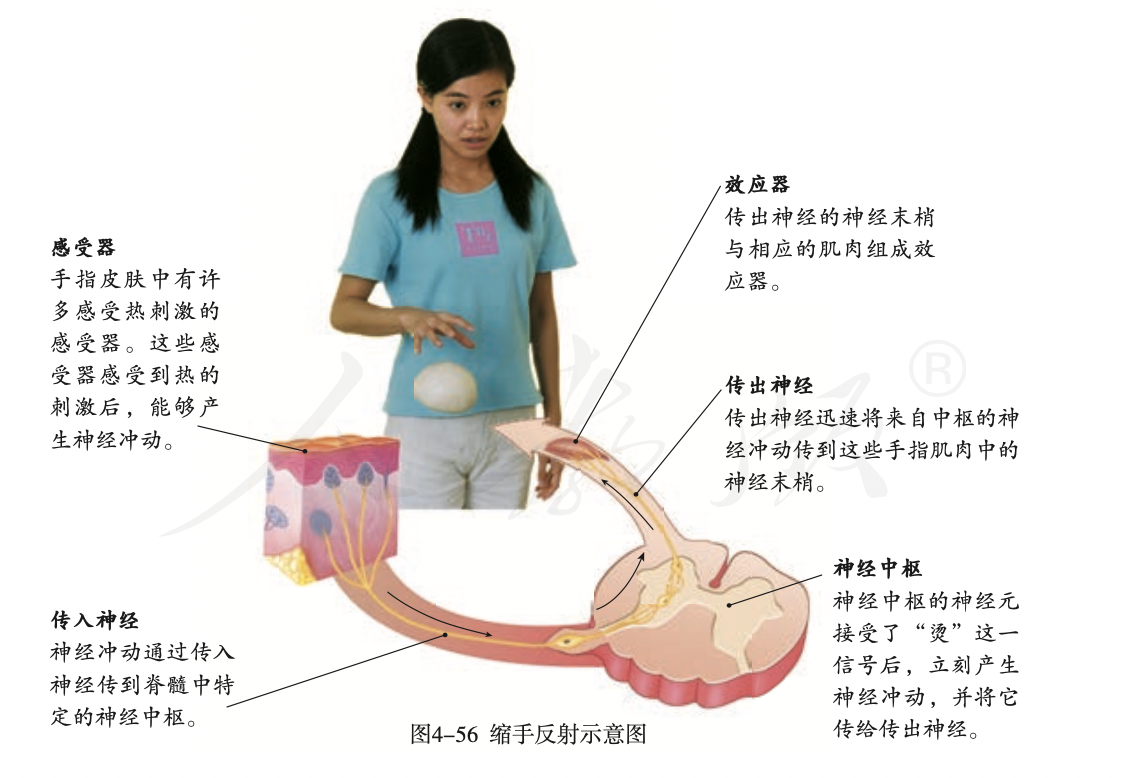 效应器
传出神经的神经末梢
与相应的肌肉组成效
应器。
感受器
手指皮肤中有许
多感受热刺激的
感受器。这些感
受器感受到热的
刺激后，能够产
生神经冲动。
传出神经
传出神经迅速将来自中枢的神
经冲动传到这些手指肌肉中的
神经末梢。
神经中枢
神经中枢的神经元
接受了“烫”这一
信号后，立刻产生
神经冲动，并将它
传给传出神经。
传入神经
神经冲动通过传入
神经传到脊髓中特
定的神经中枢。
图4-56 缩手反射示意图
®